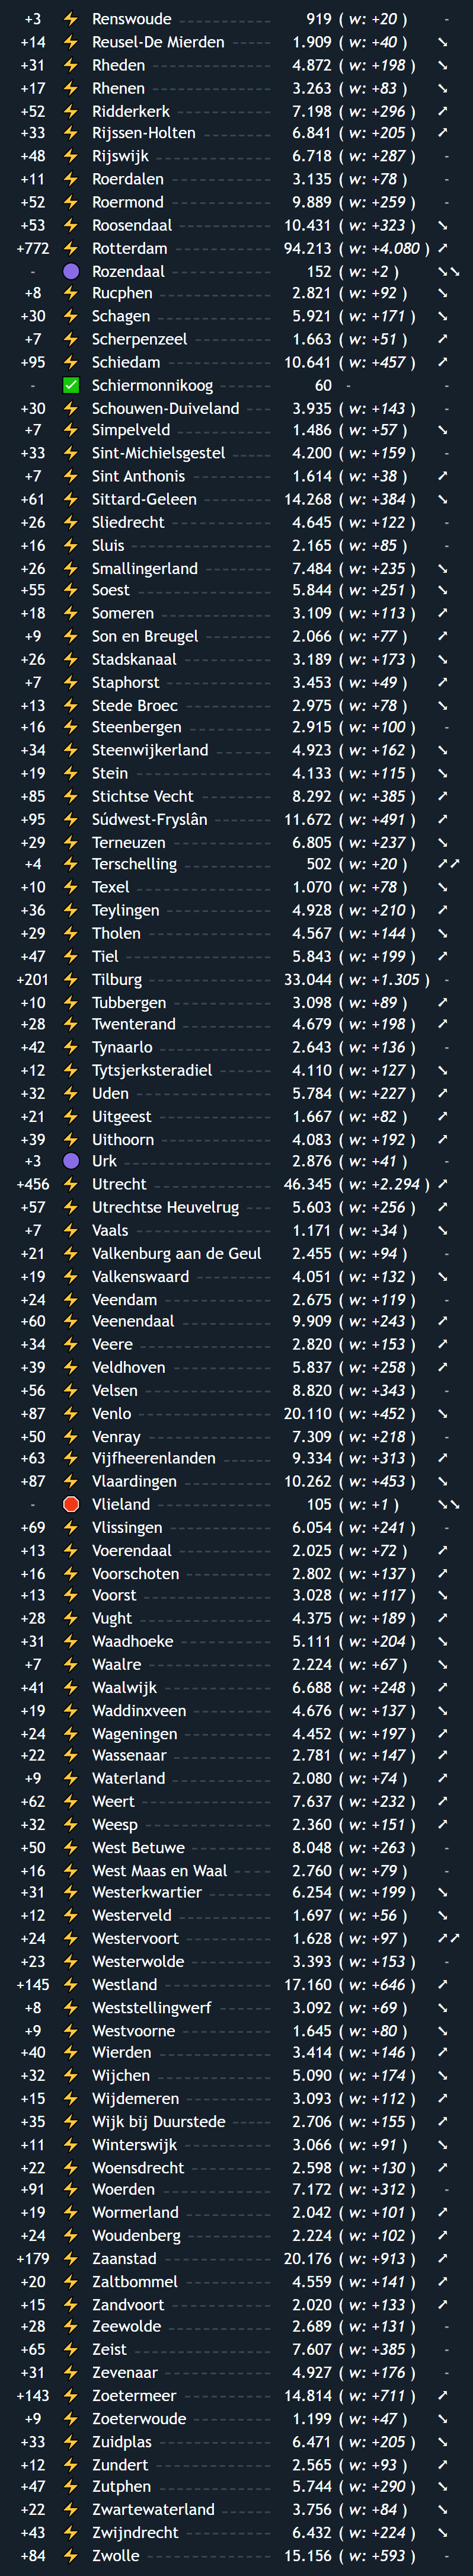 +3 ⚡ Renswoude 919 ( w: +20 ) -
+14 ⚡ Reusel-De Mierden 1.909 ( w: +40 ) ➘
+31 ⚡ Rheden 4.872 ( w: +198 ) ➘
+17 ⚡ Rhenen 3.263 ( w: +83 ) ➘
+52 ⚡ Ridderkerk 7.198 ( w: +296 ) ➚
+33 ⚡ Rijssen-Holten 6.841 ( w: +205 ) ➚
+48 ⚡ Rijswijk 6.718 ( w: +287 ) -
+11 ⚡ Roerdalen 3.135 ( w: +78 ) -
+52 ⚡ Roermond 9.889 ( w: +259 ) -
+53 ⚡ Roosendaal 10.431 ( w: +323 ) ➘
+772 ⚡ Rotterdam 94.213 ( w: +4.080 ) ➚
- 🟣 Rozendaal 152 ( w: +2 ) ➘➘
+8 ⚡ Rucphen 2.821 ( w: +92 ) ➘
+30 ⚡ Schagen 5.921 ( w: +171 ) ➘
+7 ⚡ Scherpenzeel 1.663 ( w: +51 ) ➚
+95 ⚡ Schiedam 10.641 ( w: +457 ) ➚
- ✅ Schiermonnikoog 60 - -
+30 ⚡ Schouwen-Duiveland 3.935 ( w: +143 ) -
+7 ⚡ Simpelveld 1.486 ( w: +57 ) ➘
+33 ⚡ Sint-Michielsgestel 4.200 ( w: +159 ) -
+7 ⚡ Sint Anthonis 1.614 ( w: +38 ) ➚
+61 ⚡ Sittard-Geleen 14.268 ( w: +384 ) ➘
+26 ⚡ Sliedrecht 4.645 ( w: +122 ) -
+16 ⚡ Sluis 2.165 ( w: +85 ) -
+26 ⚡ Smallingerland 7.484 ( w: +235 ) ➘
+55 ⚡ Soest 5.844 ( w: +251 ) ➘
+18 ⚡ Someren 3.109 ( w: +113 ) ➚
+9 ⚡ Son en Breugel 2.066 ( w: +77 ) ➚
+26 ⚡ Stadskanaal 3.189 ( w: +173 ) ➘
+7 ⚡ Staphorst 3.453 ( w: +49 ) ➚
+13 ⚡ Stede Broec 2.975 ( w: +78 ) ➘
+16 ⚡ Steenbergen 2.915 ( w: +100 ) -
+34 ⚡ Steenwijkerland 4.923 ( w: +162 ) ➘
+19 ⚡ Stein 4.133 ( w: +115 ) ➘
+85 ⚡ Stichtse Vecht 8.292 ( w: +385 ) ➚
+95 ⚡ Súdwest-Fryslân 11.672 ( w: +491 ) ➚
+29 ⚡ Terneuzen 6.805 ( w: +237 ) ➘
+4 ⚡ Terschelling 502 ( w: +20 ) ➚➚
+10 ⚡ Texel 1.070 ( w: +78 ) ➘
+36 ⚡ Teylingen 4.928 ( w: +210 ) ➚
+29 ⚡ Tholen 4.567 ( w: +144 ) ➘
+47 ⚡ Tiel 5.843 ( w: +199 ) ➚
+201 ⚡ Tilburg 33.044 ( w: +1.305 ) -
+10 ⚡ Tubbergen 3.098 ( w: +89 ) ➚
+28 ⚡ Twenterand 4.679 ( w: +198 ) ➚
+42 ⚡ Tynaarlo 2.643 ( w: +136 ) -
+12 ⚡ Tytsjerksteradiel 4.110 ( w: +127 ) ➘
+32 ⚡ Uden 5.784 ( w: +227 ) ➚
+21 ⚡ Uitgeest 1.667 ( w: +82 ) ➚
+39 ⚡ Uithoorn 4.083 ( w: +192 ) ➚
+3 🟣 Urk 2.876 ( w: +41 ) -
+456 ⚡ Utrecht 46.345 ( w: +2.294 ) ➚
+57 ⚡ Utrechtse Heuvelrug 5.603 ( w: +256 ) ➚
+7 ⚡ Vaals 1.171 ( w: +34 ) ➘
+21 ⚡ Valkenburg aan de Geul 2.455 ( w: +94 ) -
+19 ⚡ Valkenswaard 4.051 ( w: +132 ) ➘
+24 ⚡ Veendam 2.675 ( w: +119 ) -
+60 ⚡ Veenendaal 9.909 ( w: +243 ) ➚
+34 ⚡ Veere 2.820 ( w: +153 ) ➚
+39 ⚡ Veldhoven 5.837 ( w: +258 ) ➚
+56 ⚡ Velsen 8.820 ( w: +343 ) -
+87 ⚡ Venlo 20.110 ( w: +452 ) ➘
+50 ⚡ Venray 7.309 ( w: +218 ) -
+63 ⚡ Vijfheerenlanden 9.334 ( w: +313 ) ➚
+87 ⚡ Vlaardingen 10.262 ( w: +453 ) ➘
- 🛑 Vlieland 105 ( w: +1 ) ➘➘
+69 ⚡ Vlissingen 6.054 ( w: +241 ) -
+13 ⚡ Voerendaal 2.025 ( w: +72 ) ➚
+16 ⚡ Voorschoten 2.802 ( w: +137 ) ➚
+13 ⚡ Voorst 3.028 ( w: +117 ) ➘
+28 ⚡ Vught 4.375 ( w: +189 ) ➚
+31 ⚡ Waadhoeke 5.111 ( w: +204 ) ➘
+7 ⚡ Waalre 2.224 ( w: +67 ) ➘
+41 ⚡ Waalwijk 6.688 ( w: +248 ) ➚
+19 ⚡ Waddinxveen 4.676 ( w: +137 ) ➘
+24 ⚡ Wageningen 4.452 ( w: +197 ) ➚
+22 ⚡ Wassenaar 2.781 ( w: +147 ) ➚
+9 ⚡ Waterland 2.080 ( w: +74 ) ➚
+62 ⚡ Weert 7.637 ( w: +232 ) ➚
+32 ⚡ Weesp 2.360 ( w: +151 ) ➚
+50 ⚡ West Betuwe 8.048 ( w: +263 ) -
+16 ⚡ West Maas en Waal 2.760 ( w: +79 ) -
+31 ⚡ Westerkwartier 6.254 ( w: +199 ) ➘
+12 ⚡ Westerveld 1.697 ( w: +56 ) ➘
+24 ⚡ Westervoort 1.628 ( w: +97 ) ➚➚
+23 ⚡ Westerwolde 3.393 ( w: +153 ) -
+145 ⚡ Westland 17.160 ( w: +646 ) ➚
+8 ⚡ Weststellingwerf 3.092 ( w: +69 ) ➘
+9 ⚡ Westvoorne 1.645 ( w: +80 ) ➘
+40 ⚡ Wierden 3.414 ( w: +146 ) ➚
+32 ⚡ Wijchen 5.090 ( w: +174 ) ➘
+15 ⚡ Wijdemeren 3.093 ( w: +112 ) ➚
+35 ⚡ Wijk bij Duurstede 2.706 ( w: +155 ) ➚
+11 ⚡ Winterswijk 3.066 ( w: +91 ) ➘
+22 ⚡ Woensdrecht 2.598 ( w: +130 ) ➚
+91 ⚡ Woerden 7.172 ( w: +312 ) -
+19 ⚡ Wormerland 2.042 ( w: +101 ) ➚
+24 ⚡ Woudenberg 2.224 ( w: +102 ) ➚
+179 ⚡ Zaanstad 20.176 ( w: +913 ) ➚
+20 ⚡ Zaltbommel 4.559 ( w: +141 ) ➚
+15 ⚡ Zandvoort 2.020 ( w: +133 ) ➚
+28 ⚡ Zeewolde 2.689 ( w: +131 ) -
+65 ⚡ Zeist 7.607 ( w: +385 ) -
+31 ⚡ Zevenaar 4.927 ( w: +176 ) -
+143 ⚡ Zoetermeer 14.814 ( w: +711 ) ➚
+9 ⚡ Zoeterwoude 1.199 ( w: +47 ) ➘
+33 ⚡ Zuidplas 6.471 ( w: +205 ) ➘
+12 ⚡ Zundert 2.565 ( w: +93 ) ➚
+47 ⚡ Zutphen 5.744 ( w: +290 ) ➘
+22 ⚡ Zwartewaterland 3.756 ( w: +84 ) ➘
+43 ⚡ Zwijndrecht 6.432 ( w: +224 ) ➘
+84 ⚡ Zwolle 15.156 ( w: +593 ) -